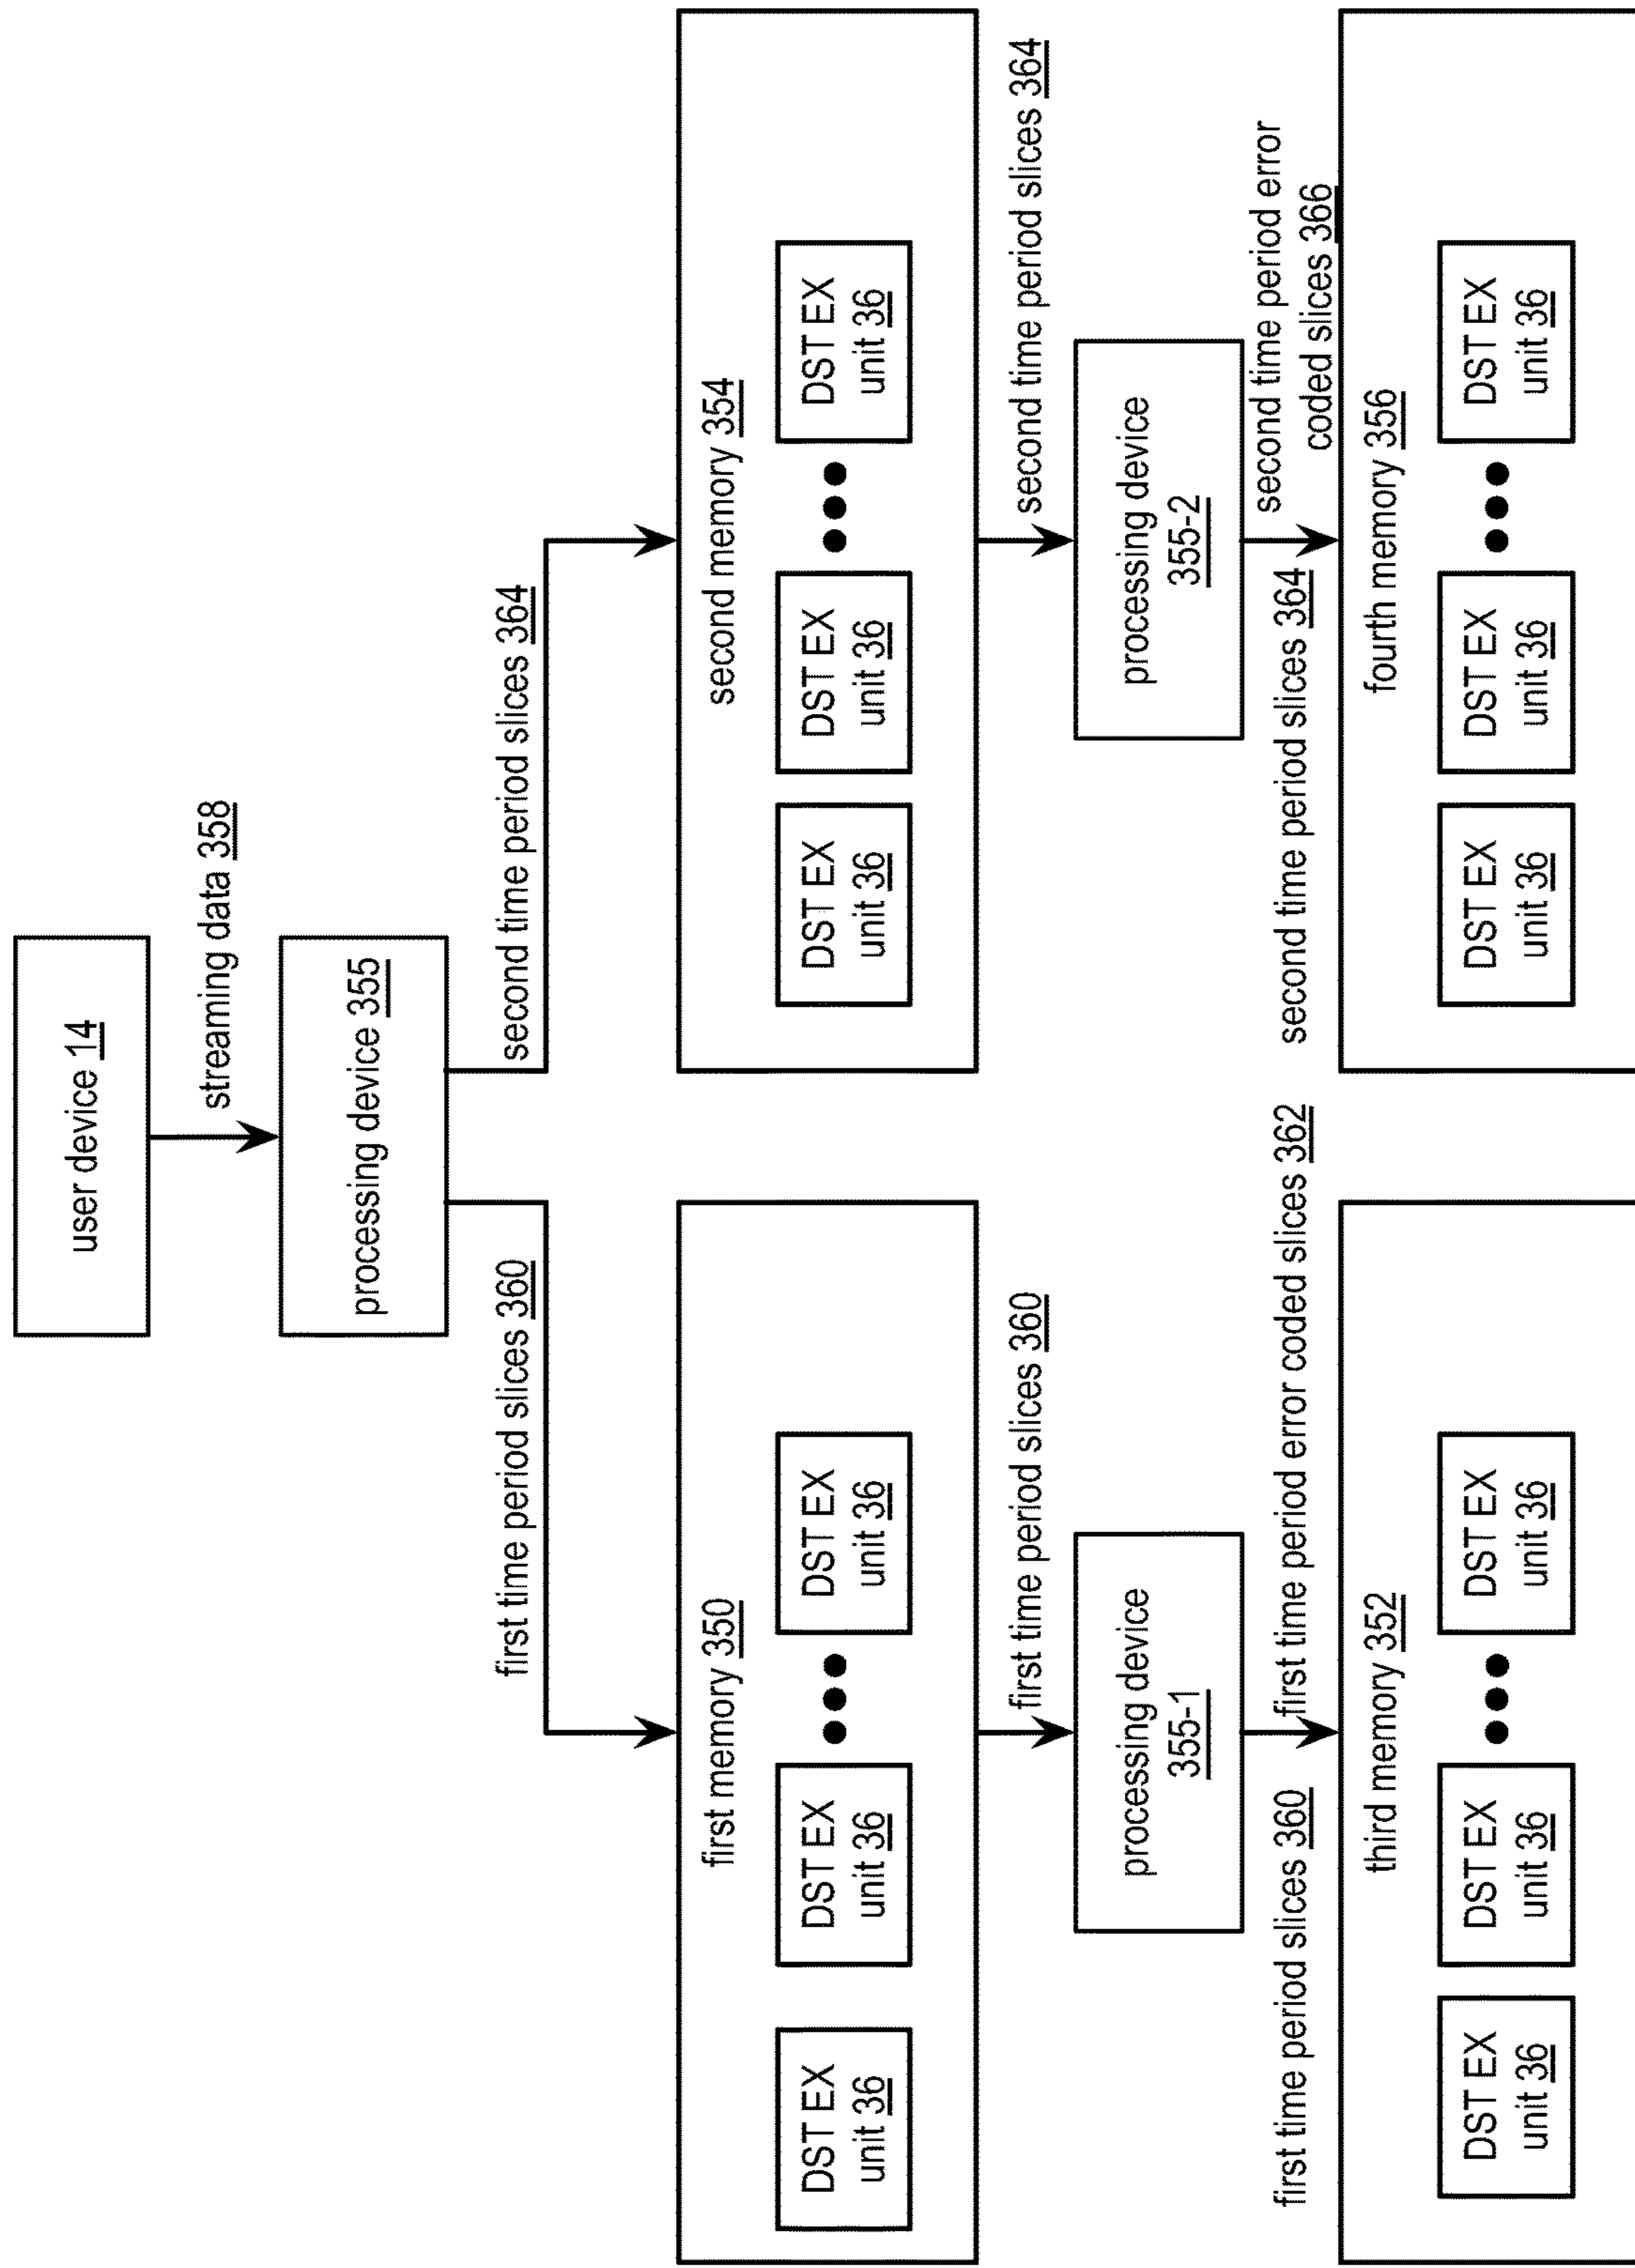 user device 14
streaming data 358
processing device 355
first time period slices 360
second time period slices 364
first memory 350
DST EX
unit 36
DST EX
unit 36
DST EX
unit 36
second memory 354
DST EX
unit 36
DST EX
unit 36
DST EX
unit 36
first time period slices 360
second time period slices 364
processing device
355-1
processing device
355-2
first time period slices 360
first time period error coded slices 362
second time period slices 364
second time period error
coded slices 366
third memory 352
DST EX
unit 36
DST EX
unit 36
DST EX
unit 36
fourth memory 356
DST EX
unit 36
DST EX
unit 36
DST EX
unit 36